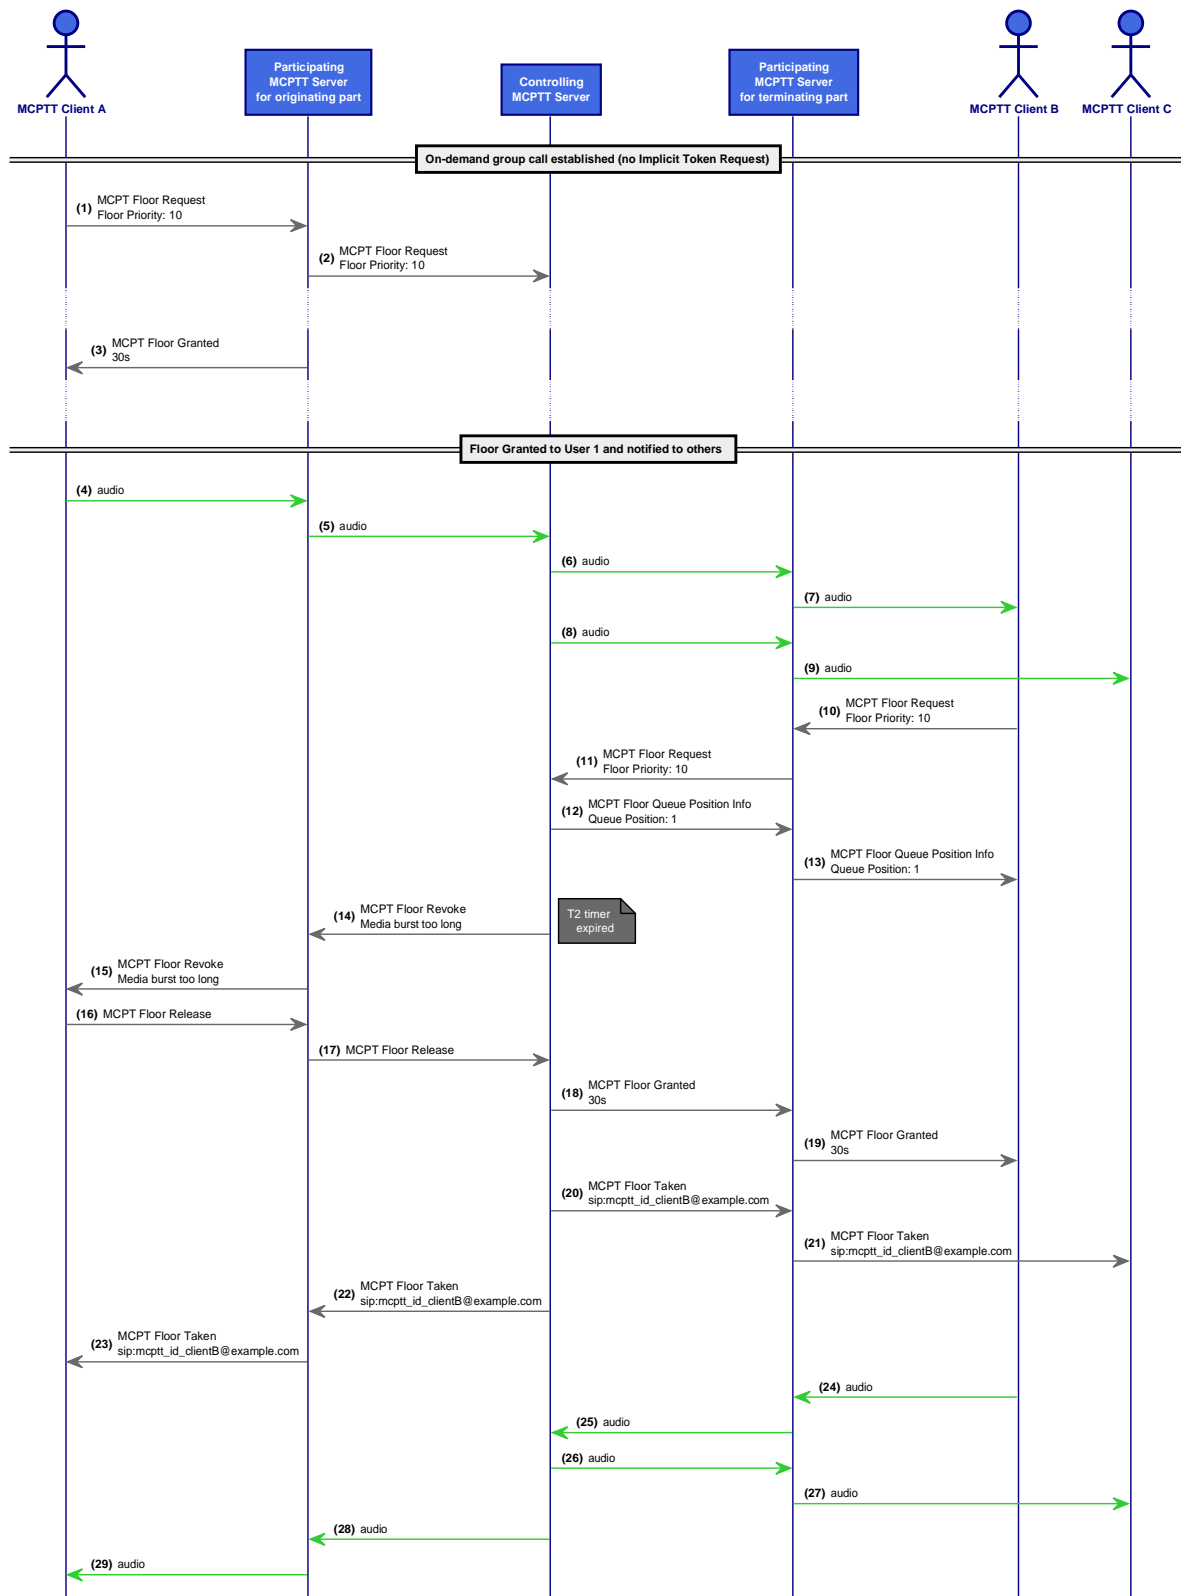 MCPTT Client A
Participating
MCPTT Server
for originating part
Controlling
MCPTT Server
Participating
MCPTT Server
for terminating part
MCPTT Client B
MCPTT Client C
On-demand group call established (no Implicit Token Request)
(1) MCPT Floor Request
Floor Priority: 10
(2) MCPT Floor Request
Floor Priority: 10
(3) MCPT Floor Granted
30s
Floor Granted to User 1 and notified to others
(4) audio
(5) audio
(6) audio
(7) audio
(8) audio
(9) audio
(10) MCPT Floor Request
Floor Priority: 10
(11) MCPT Floor Request
Floor Priority: 10
(12) MCPT Floor Queue Position Info
Queue Position: 1
(13) MCPT Floor Queue Position Info
Queue Position: 1
(14) MCPT Floor Revoke
Media burst too long
T2 timer
expired
(15) MCPT Floor Revoke
Media burst too long
(16) MCPT Floor Release
(17) MCPT Floor Release
(18) MCPT Floor Granted
30s
(19) MCPT Floor Granted
30s
(20) MCPT Floor Taken
sip:mcptt_id_clientB@example.com
(21) MCPT Floor Taken
sip:mcptt_id_clientB@example.com
(22) MCPT Floor Taken
sip:mcptt_id_clientB@example.com
(23) MCPT Floor Taken
sip:mcptt_id_clientB@example.com
(24) audio
(25) audio
(26) audio
(27) audio
(28) audio
(29) audio